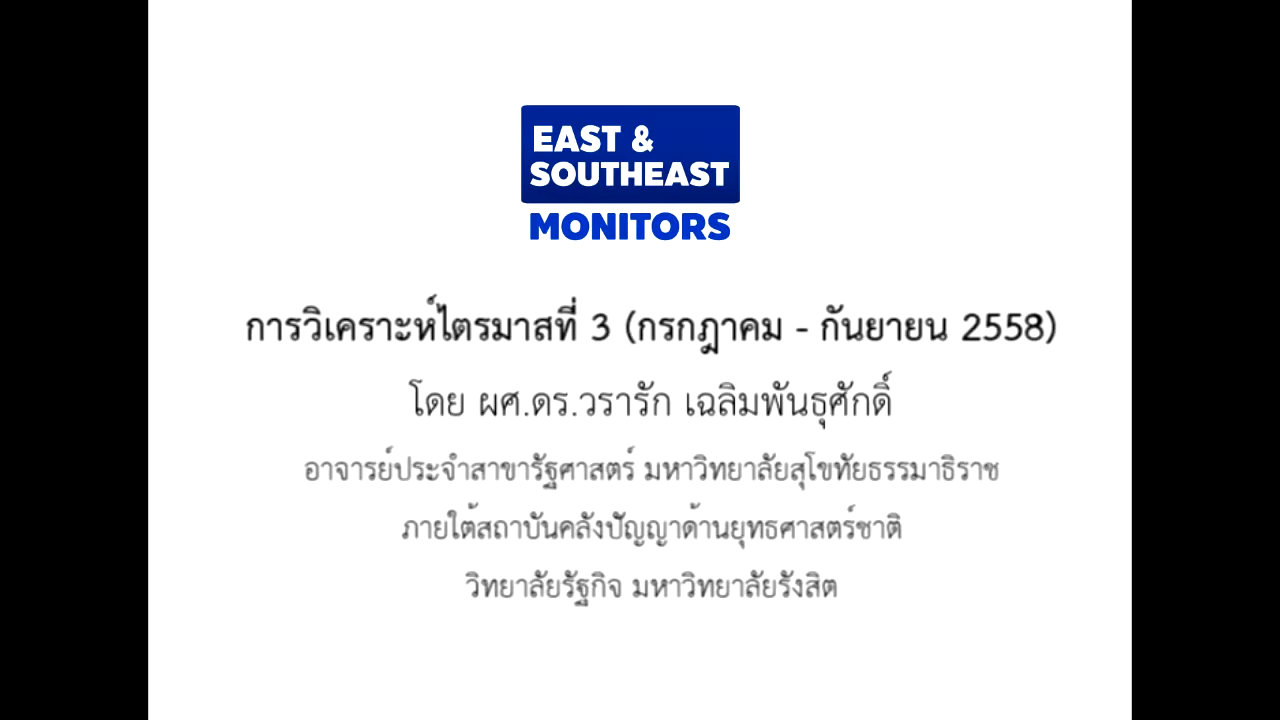 EAST &
SOUTHEAST
MONITORS
การวิเคราะห์ไตรมาสที่ 3 (กรกฎาคม - กันยายน 2558)
โดย ผศ.ดร.วรารัก เฉลิมพันธุศักดิ์
อาจารย์ประจำสาขารัฐศาสตร์ มหาวิทยาลัยสุโขทัยธรรมาธิราช
ภายใต้สถาบันคลังปัญญาด้านยุทธศาสตร์ชาติ
วิทยาลัยรัฐกิจ มหาวิทยาลัยรังสิต